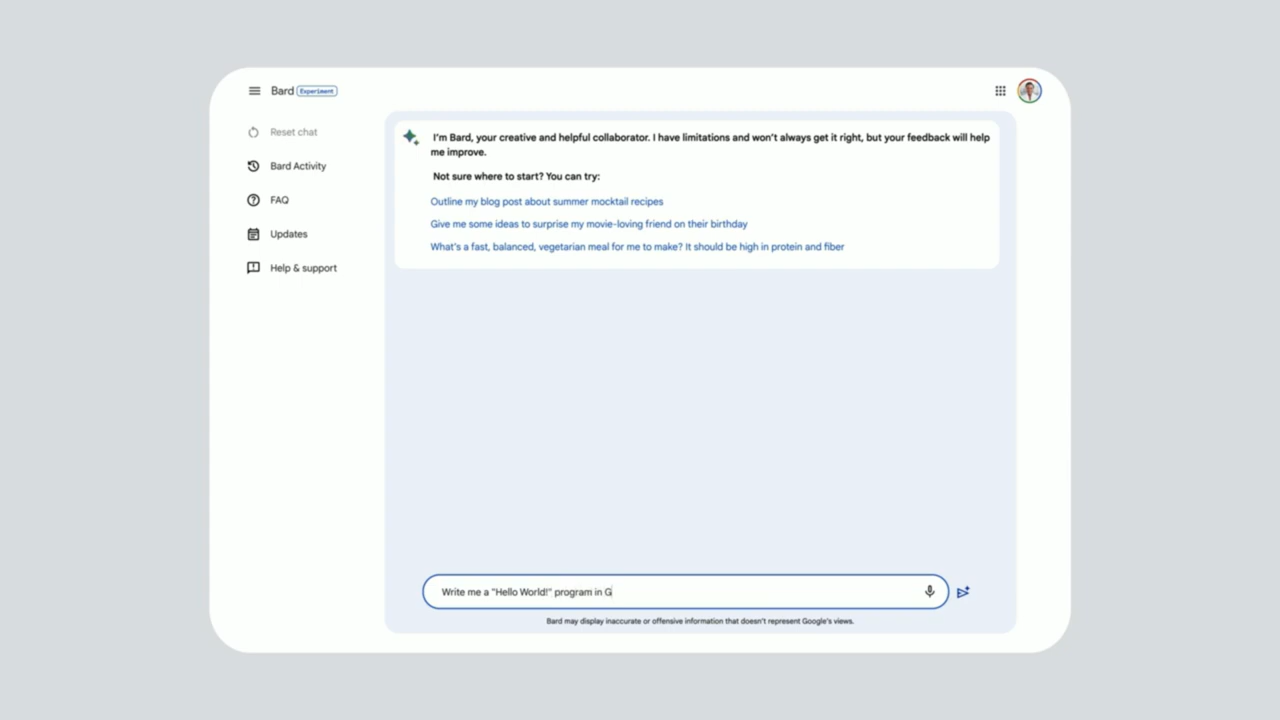 Bard Experiment
Reset chat
Bard Activity
FAQ
Updates
Help & support
I'm Bard, your creative and helpful collaborator. I have limitations and won't always get it right, but your feedback will help
me improve.
Not sure where to start? You can try:
Outline my blog post about summer mocktail recipes
Give me some ideas to surprise my movie-loving friend on their birthday
What's a fast, balanced, vegetarian meal for me to make? It should be high in protein and fiber
Write me a "Hello World!" program in G
Bard may display inaccurate or offensive information that doesn't represent Google's views.